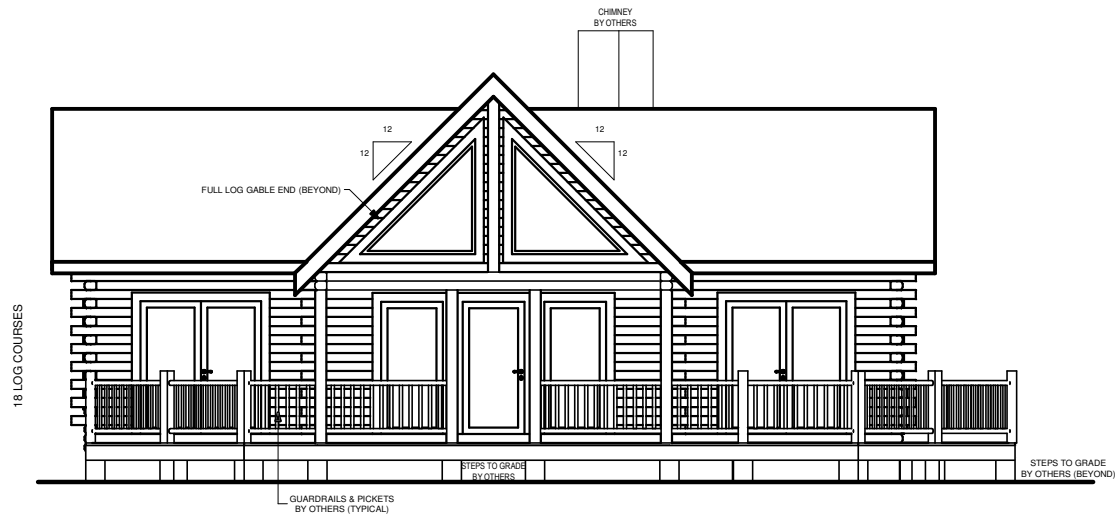 CHIMNEY
BY OTHERS
12
12
12
12
FULL LOG GABLE END (BEYOND)
18 LOG COURSES
STEPS TO GRADE
BY OTHERS
STEPS TO GRADE
BY OTHERS (BEYOND)
GUARDRAILS & PICKETS
BY OTHERS (TYPICAL)